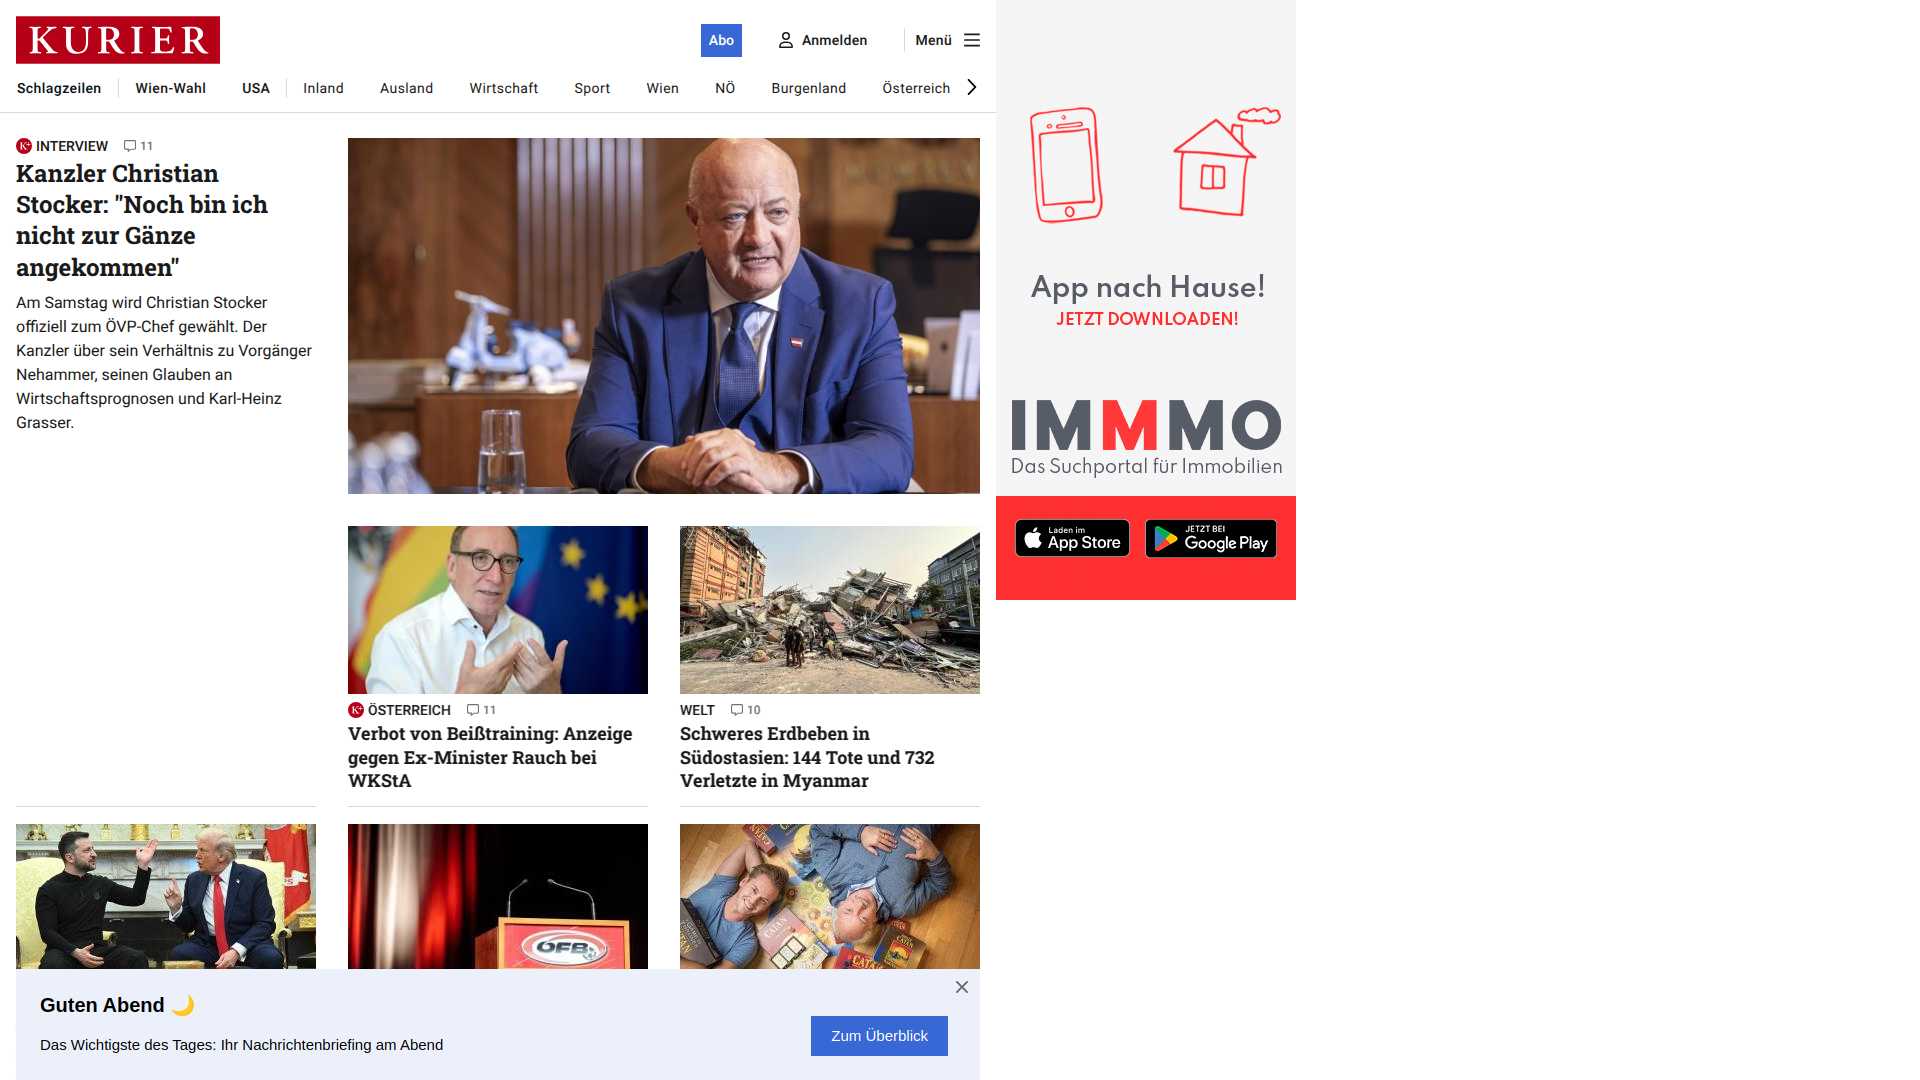 KURIER
Abo
Anmelden
Menü
Schlagzeilen
Wien-Wahl
USA
Inland
Ausland
Wirtschaft
Sport
Wien
NÖ
Burgenland
Österreich
K+ INTERVIEW 11
Kanzler Christian
Stocker: "Noch bin ich
nicht zur Gänze
angekommen"
Am Samstag wird Christian Stocker
offiziell zum ÖVP-Chef gewählt. Der
Kanzler über sein Verhältnis zu Vorgänger
Nehammer, seinen Glauben an
Wirtschaftsprognosen und Karl-Heinz
Grasser.
K+ ÖSTERREICH 11
Verbot von Beißtraining: Anzeige
gegen Ex-Minister Rauch bei
WKStA
WELT 10
Schweres Erdbeben in
Südostasien: 144 Tote und 732
Verletzte in Myanmar
ÖFB
CATAN
CATAN
CATAN
Guten Abend 🌙
Das Wichtigste des Tages: Ihr Nachrichtenbriefing am Abend
Zum Überblick
App nach Hause!
JETZT DOWNLOADEN!
IMMMO
Das Suchportal für Immobilien
Laden im
App Store
JETZT BEI
Google Play